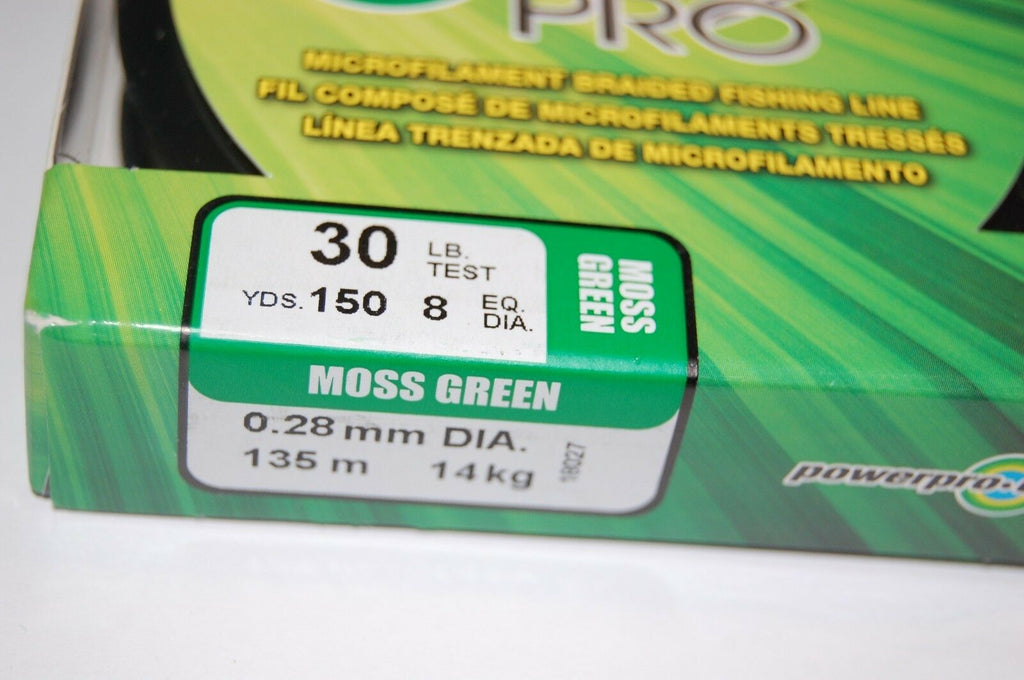 PRO
MICROFILAMENT BRAIDED FISHING LINE
FIL COMPOSÉ DE MICROFILAMENTS TRESSÉS
LÍNEA TRENZADA DE MICROFILAMENTO
30 LB. TEST
YDS. 150 8 EQ. DIA.
MOSS GREEN
MOSS GREEN
0.28 mm DIA.
135 m 14 kg
18027
powerpro.